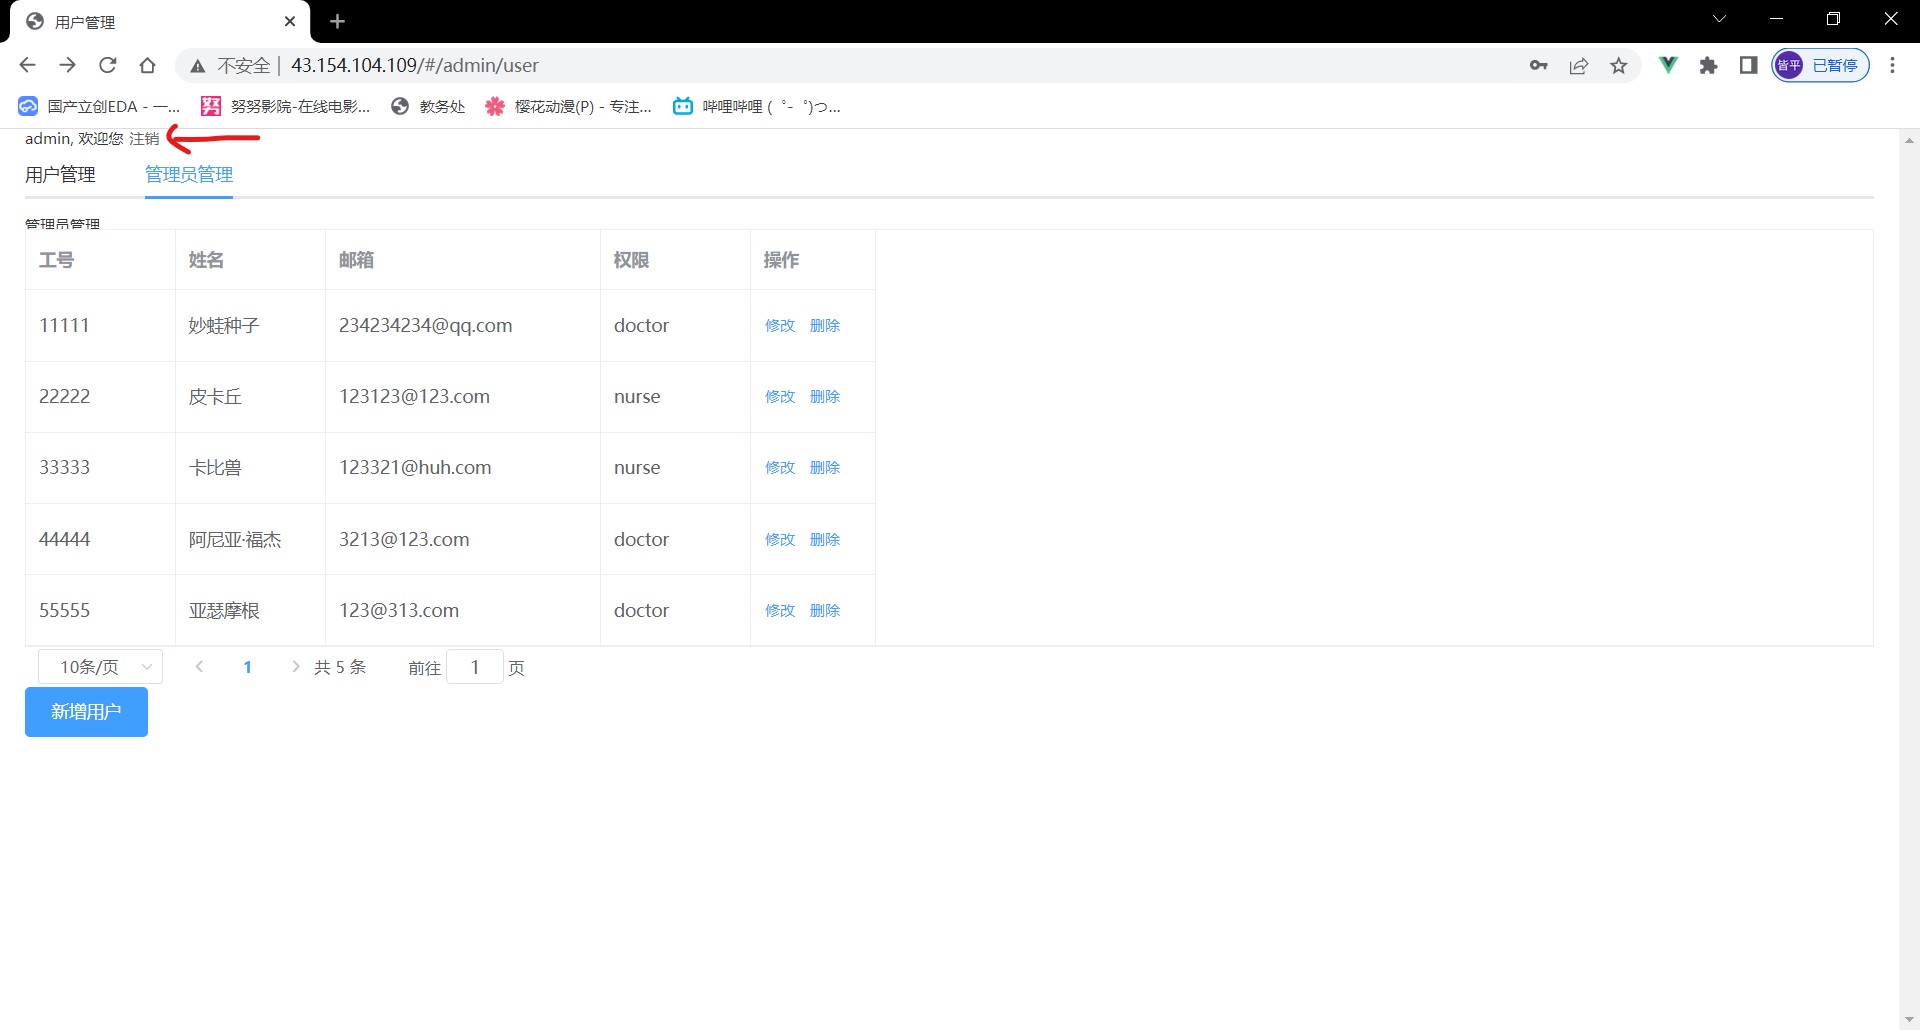 用户管理
不安全 43.154.104.109/#/admin/user 皆平 已暂停
国产立创EDA - 一... 努努影院-在线电影... 教务处 樱花动漫(P) - 专注... 哔哩哔哩 ( ゜- ゜)つ...
admin, 欢迎您 注销
用户管理 管理员管理
管理员管理
工号 姓名 邮箱 权限 操作
11111 妙蛙种子 234234234@qq.com doctor 修改 删除
22222 皮卡丘 123123@123.com nurse 修改 删除
33333 卡比兽 123321@huh.com nurse 修改 删除
44444 阿尼亚·福杰 3213@123.com doctor 修改 删除
55555 亚瑟摩根 123@313.com doctor 修改 删除
10条/页 1 共 5 条 前往 1 页
新增用户